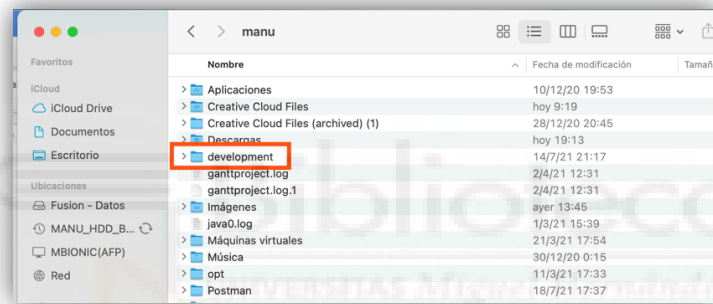 manu
Favoritos
iCloud
iCloud Drive
Documentos
Escritorio
Ubicaciones
Fusion - Datos
MANU_HDD_B...
MBIONIC(AFP)
Red
Nombre Fecha de modificación Tamañ
Aplicaciones 10/12/20 19:53
Creative Cloud Files hoy 9:19
Creative Cloud Files (archived) (1) 28/12/20 20:45
Descargas hoy 19:13
development 14/7/21 21:17
ganttproject.log 2/4/21 12:31
ganttproject.log.1 2/4/21 12:31
Imágenes ayer 13:45
java0.log 1/3/21 15:39
Máquinas virtuales 21/3/21 17:54
Música 30/12/20 0:15
opt 11/3/21 17:33
Postman 18/7/21 17:37